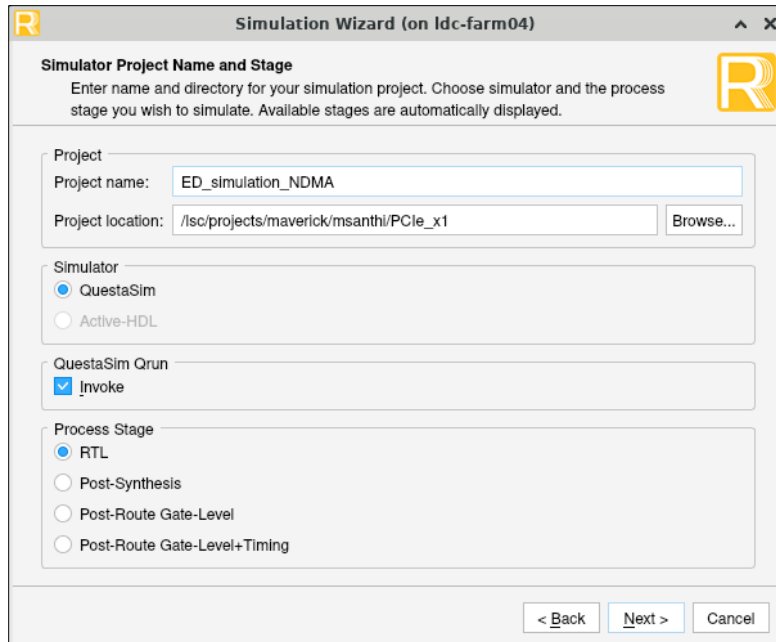 Simulation Wizard (on ldc-farm04)
Simulator Project Name and Stage
Enter name and directory for your simulation project. Choose simulator and the process
stage you wish to simulate. Available stages are automatically displayed.
Project
Project name: ED_simulation_NDMA
Project location: /lsc/projects/maverick/msanthi/PCIe_x1 Browse...
Simulator
QuestaSim
Active-HDL
QuestaSim Qrun
Invoke
Process Stage
RTL
Post-Synthesis
Post-Route Gate-Level
Post-Route Gate-Level+Timing
< Back Next > Cancel